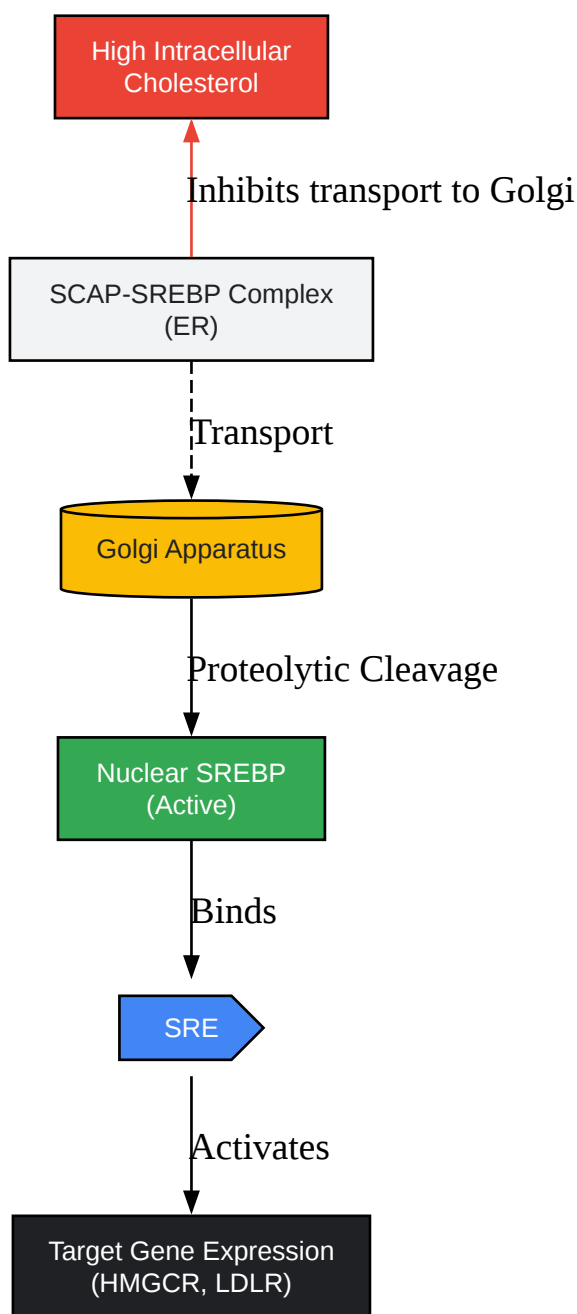 High Intracellular
Cholesterol
Inhibits transport to Golgi
SCAP-SREBP Complex
(ER)
Transport
Golgi Apparatus
Proteolytic Cleavage
Nuclear SREBP
(Active)
Binds
SRE
Activates
Target Gene Expression
(HMGCR, LDLR)